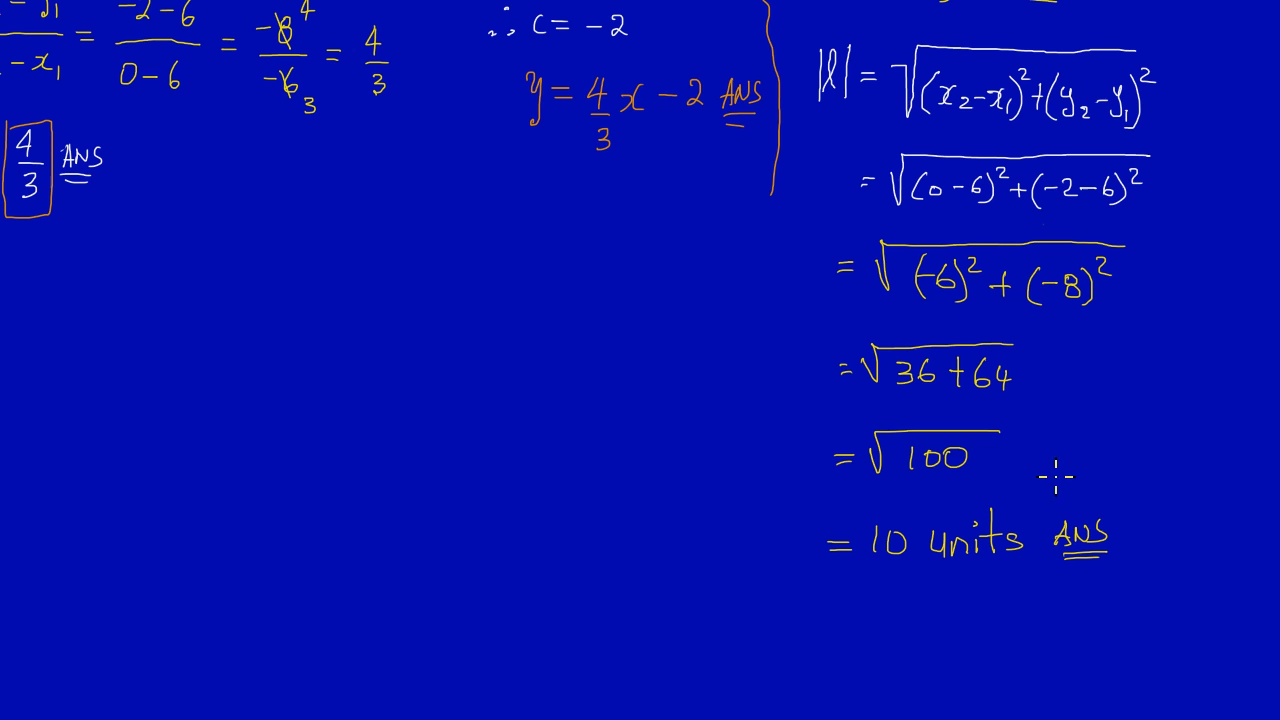 - y₁ / - x₁ = -2-6 / 0-6 = -8 4 / -6 3 = 4/3
4/3 ANS
∴ c = -2
y = 4/3 x - 2 ANS
|l| = √(x₂-x₁)²+(y₂-y₁)²
= √(0-6)²+(-2-6)²
= √(-6)²+(-8)²
= √36+64
= √100
= 10 units ANS